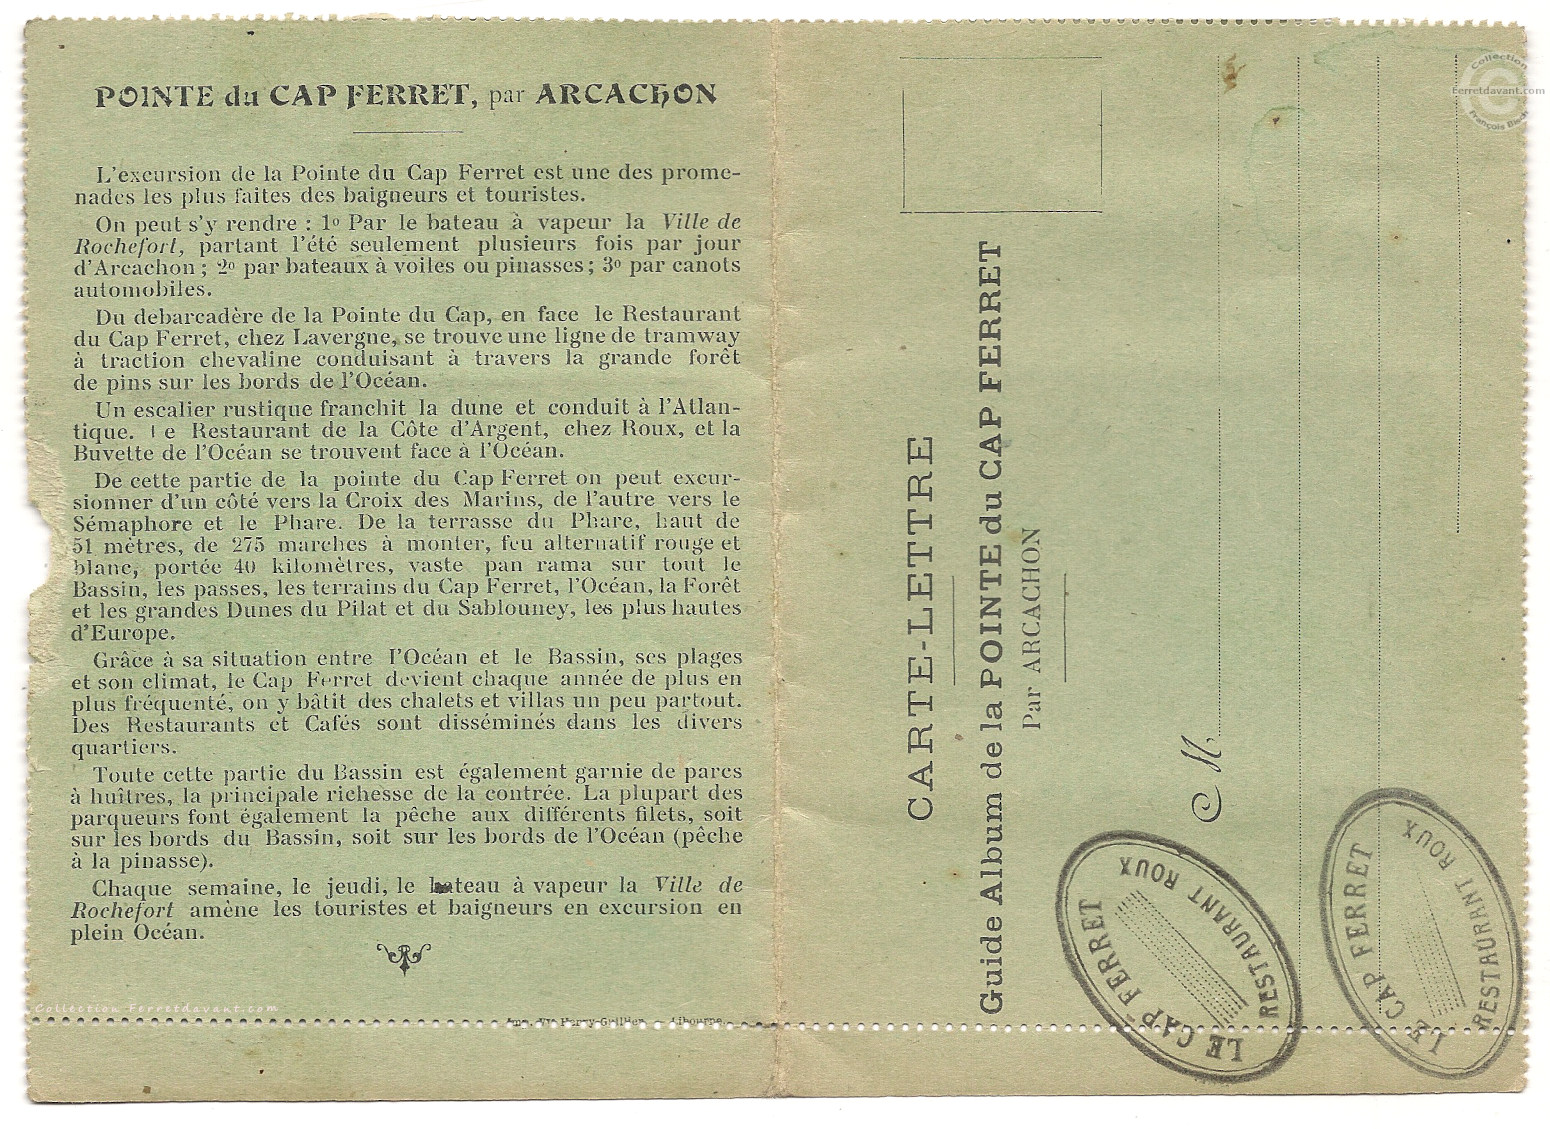 POINTE du CAP FERRET, par ARCACHON
L'excursion de la Pointe du Cap Ferret est une des prome-
nades les plus faites des baigneurs et touristes.
On peut s'y rendre : 1º Par le bateau à vapeur la Ville de
Rochefort, partant l'été seulement plusieurs fois par jour
d'Arcachon ; 2º par bateaux à voiles ou pinasses ; 3º par canots
automobiles.
Du debarcadère de la Pointe du Cap, en face le Restaurant
du Cap Ferret, chez Lavergne, se trouve une ligne de tramway
à traction chevaline conduisant à travers la grande forêt
de pins sur les bords de l'Océan.
Un escalier rustique franchit la dune et conduit à l'Atlan-
tique. Le Restaurant de la Côte d'Argent, chez Roux, et la
Buvette de l'Océan se trouvent face à l'Océan.
De cette partie de la pointe du Cap Ferret on peut excur-
sionner d'un côté vers la Croix des Marins, de l'autre vers le
Sémaphore et le Phare. De la terrasse du Phare, haut de
51 mètres, de 275 marches à monter, feu alternatif rouge et
blanc, portée 40 kilomètres, vaste pan rama sur tout le
Bassin, les passes, les terrains du Cap Ferret, l'Océan, la Forêt
et les grandes Dunes du Pilat et du Sablouney, les plus hautes
d'Europe.
Grâce à sa situation entre l'Océan et le Bassin, ses plages
et son climat, le Cap Ferret devient chaque année de plus en
plus fréquenté, on y bâtit des chalets et villas un peu partout.
Des Restaurants et Cafés sont disséminés dans les divers
quartiers.
Toute cette partie du Bassin est également garnie de parcs
à huîtres, la principale richesse de la contrée. La plupart des
parqueurs font également la pêche aux différents filets, soit
sur les bords du Bassin, soit sur les bords de l'Océan (pêche
à la pinasse).
Chaque semaine, le jeudi, le bateau à vapeur la Ville de
Rochefort amène les touristes et baigneurs en excursion en
plein Océan.
Collection Ferretdavant.com
Libourne.
CARTE-LETTRE
Guide Album de la POINTE du CAP FERRET
Par ARCACHON
M.
LE CAP FERRET
RESTAURANT ROUX
LE CAP FERRET
RESTAURANT ROUX
Collection
Ferretdavant.com
François Bisch